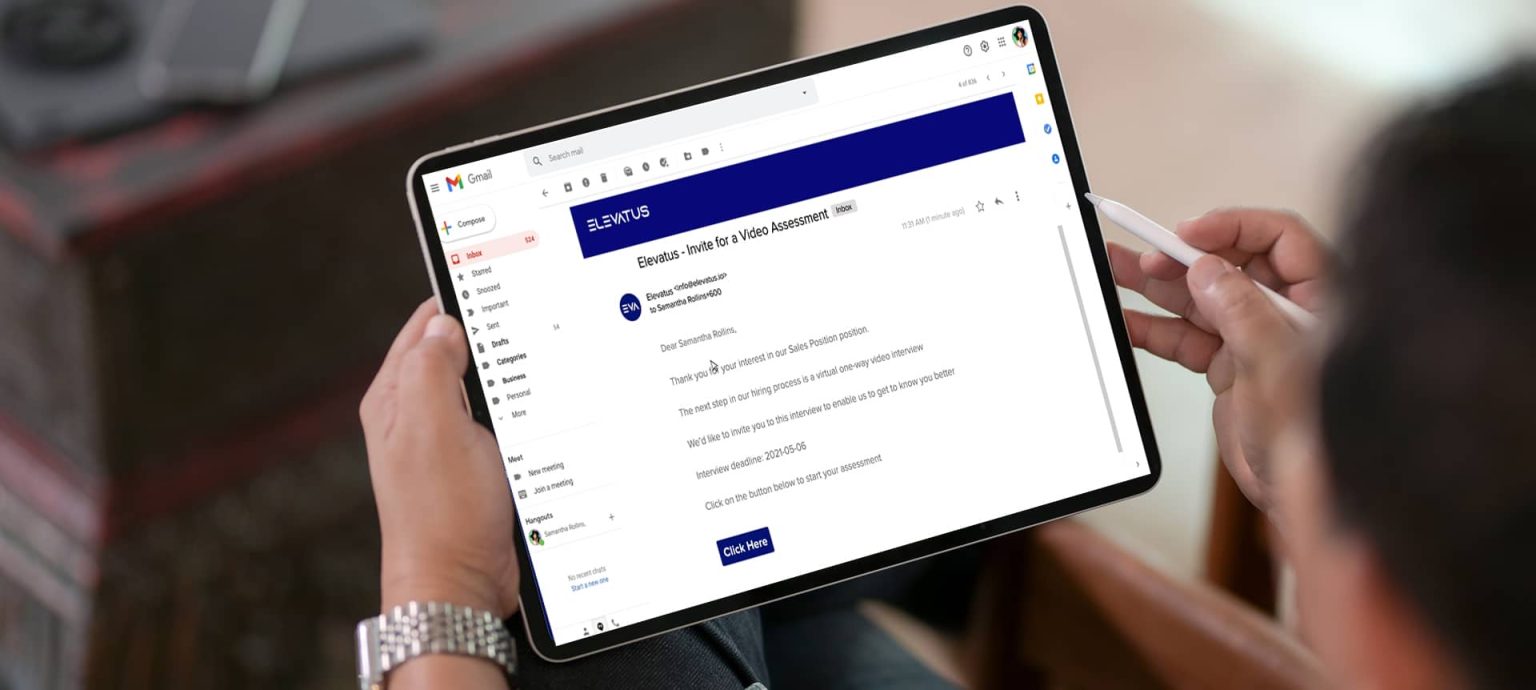 Gmail
Search mail
Compose
Inbox 524
Starred
Snoozed
Important
Sent
Drafts 14
Categories
Business
Personal
More
Meet
New meeting
Join a meeting
Hangouts
Samantha Rollins,
No recent chats
Start a new one
4 of 836
ELEVATUS
Elevatus - Invite for a Video Assessment Inbox
11:31 AM (1 minute ago)
EVA
Elevatus <info@elevatus.io>
to Samantha Rollins+600
Dear Samantha Rollins,
Thank you for your interest in our Sales Position position.
The next step in our hiring process is a virtual one-way video interview
We'd like to invite you to this interview to enable us to get to know you better
Interview deadline: 2021-05-06
Click on the button below to start your assessment
Click Here